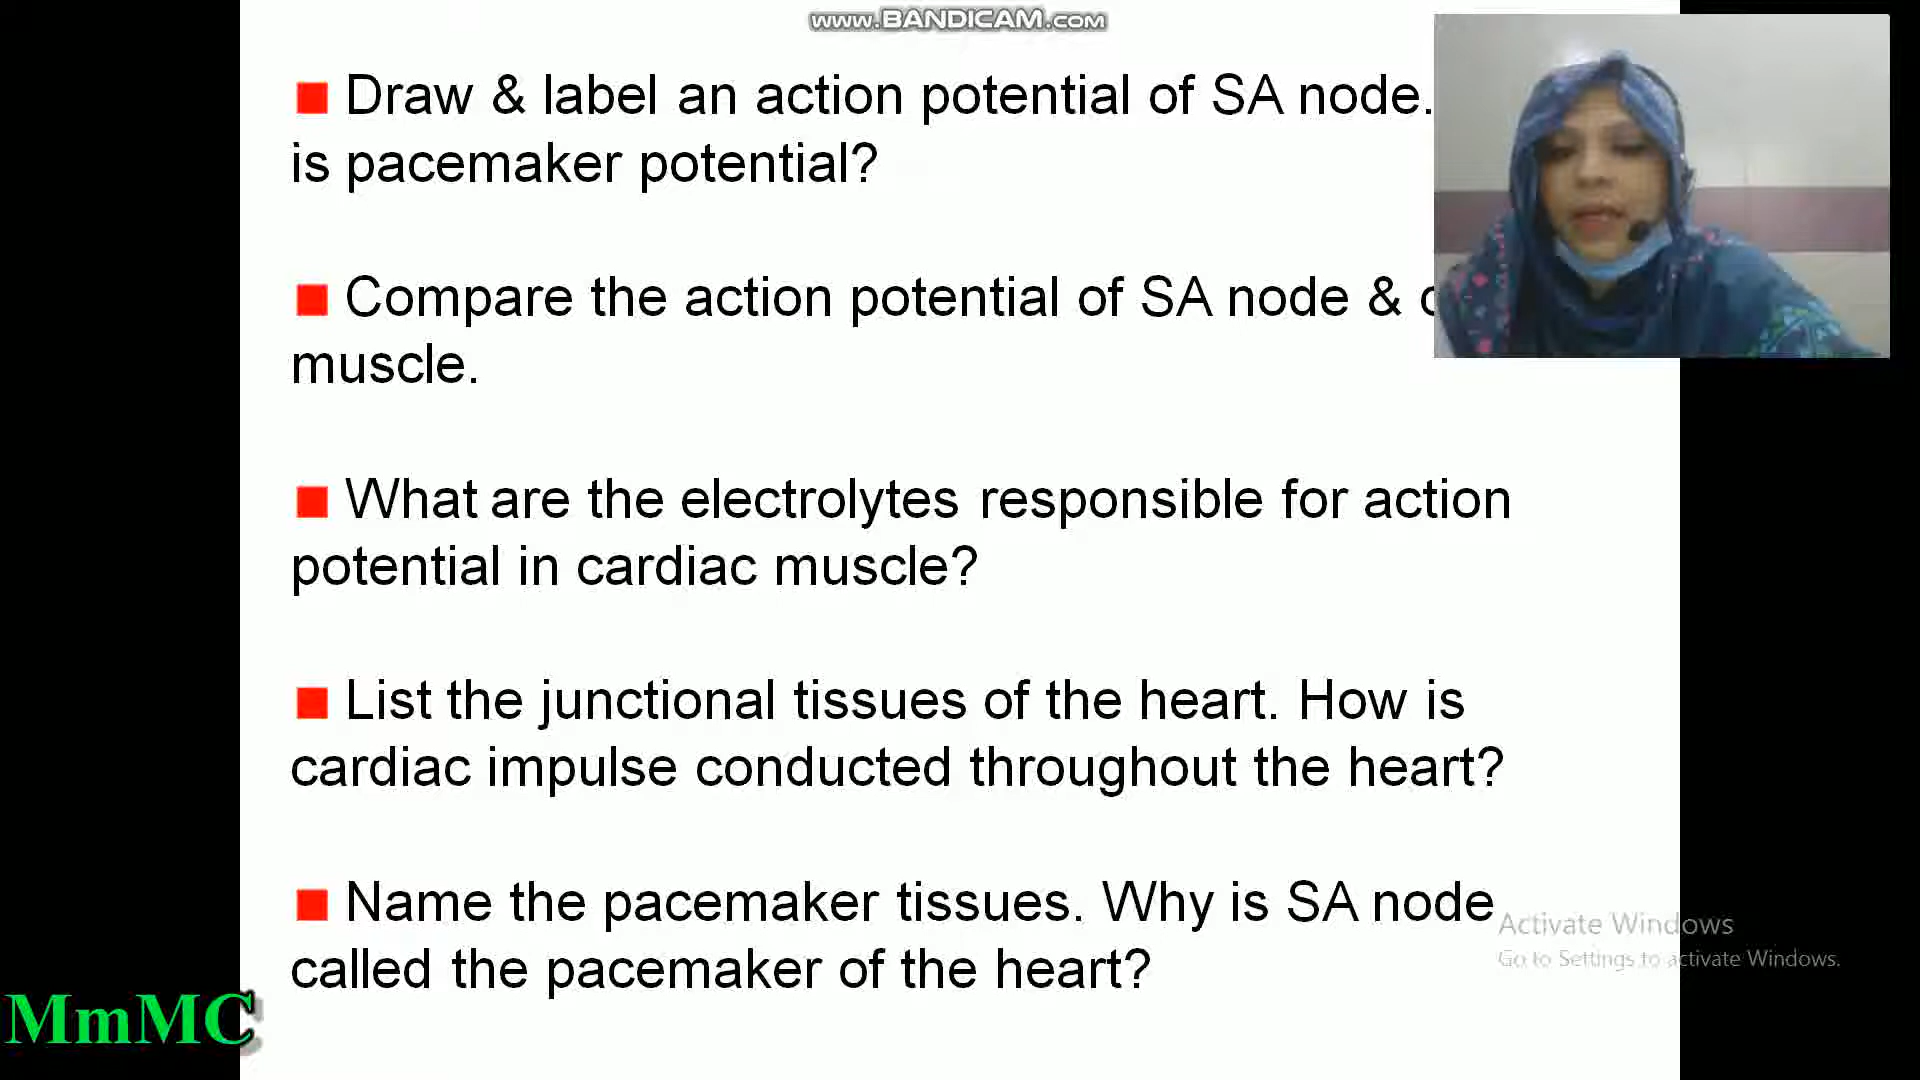 www.BANDICAM.com
Draw & label an action potential of SA node.
is pacemaker potential?
Compare the action potential of SA node &
muscle.
What are the electrolytes responsible for action
potential in cardiac muscle?
List the junctional tissues of the heart. How is
cardiac impulse conducted throughout the heart?
Name the pacemaker tissues. Why is SA node
called the pacemaker of the heart?
Activate Windows
Go to Settings to activate Windows.
MmMC